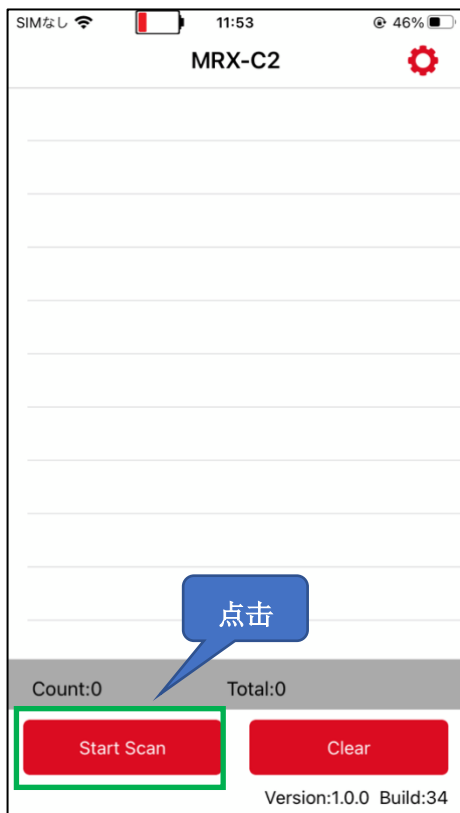 SIMなし 11:53 46%
MRX-C2
点击
Count:0 Total:0
Start Scan Clear
Version:1.0.0 Build:34